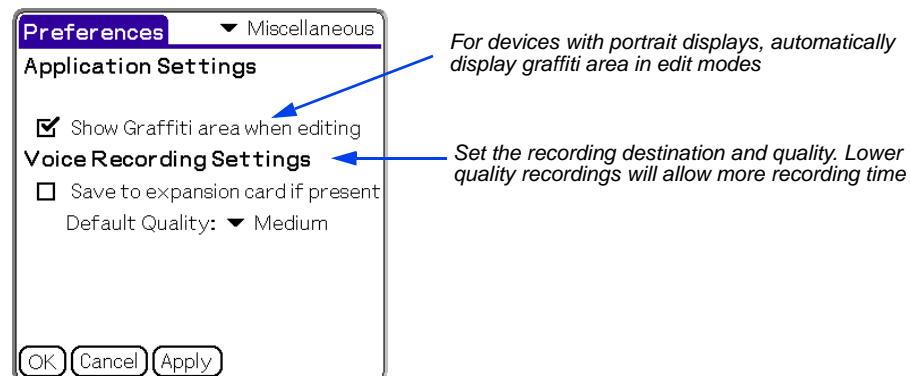 Preferences
Miscellaneous
Application Settings
Show Graffiti area when editing
Voice Recording Settings
Save to expansion card if present
Default Quality: Medium
OK Cancel Apply
For devices with portrait displays, automatically
display graffiti area in edit modes
Set the recording destination and quality. Lower
quality recordings will allow more recording time